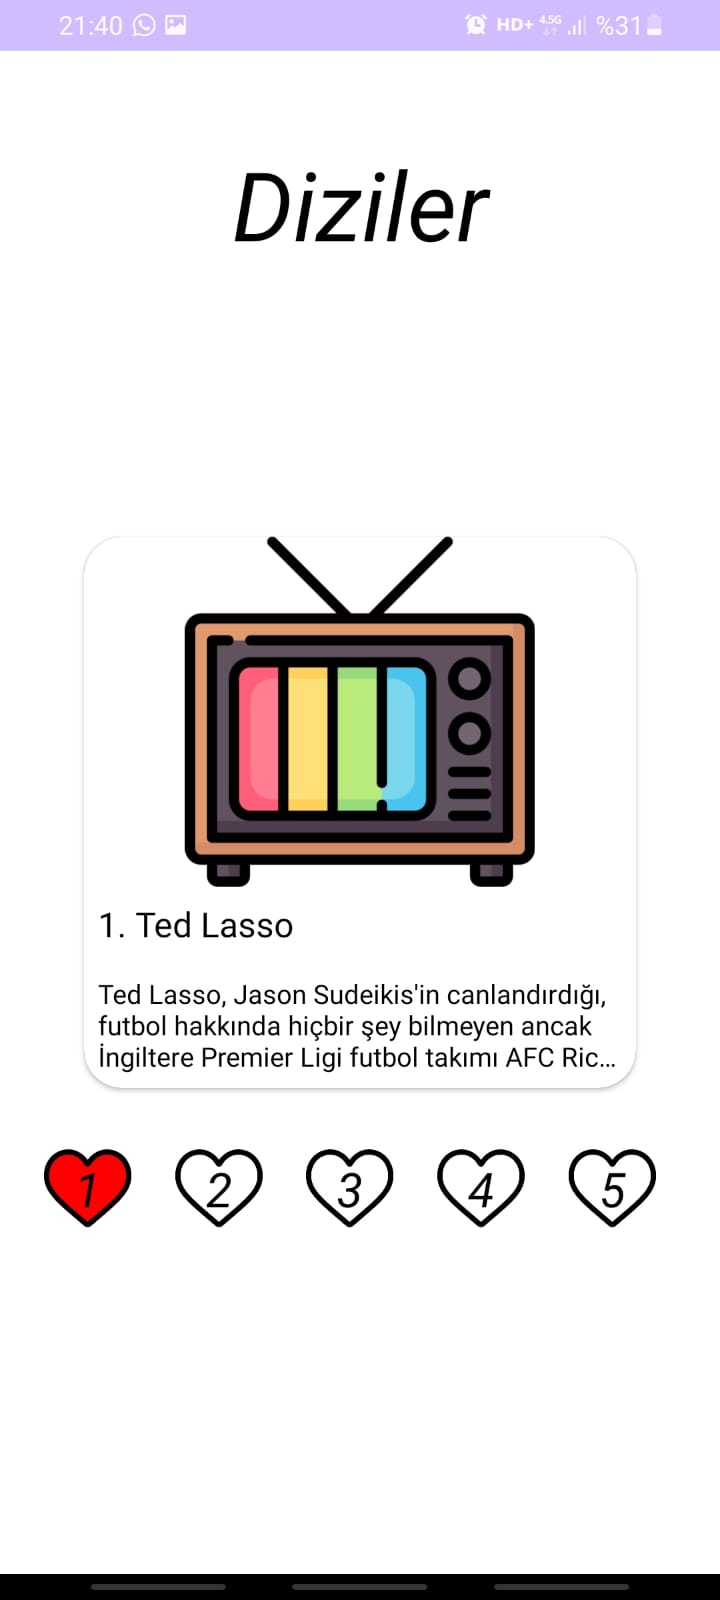 21:40 HD+ 4.5G %31
Diziler
1. Ted Lasso
Ted Lasso, Jason Sudeikis'in canlandırdığı,
futbol hakkında hiçbir şey bilmeyen ancak
İngiltere Premier Ligi futbol takımı AFC Ric...
1 2 3 4 5